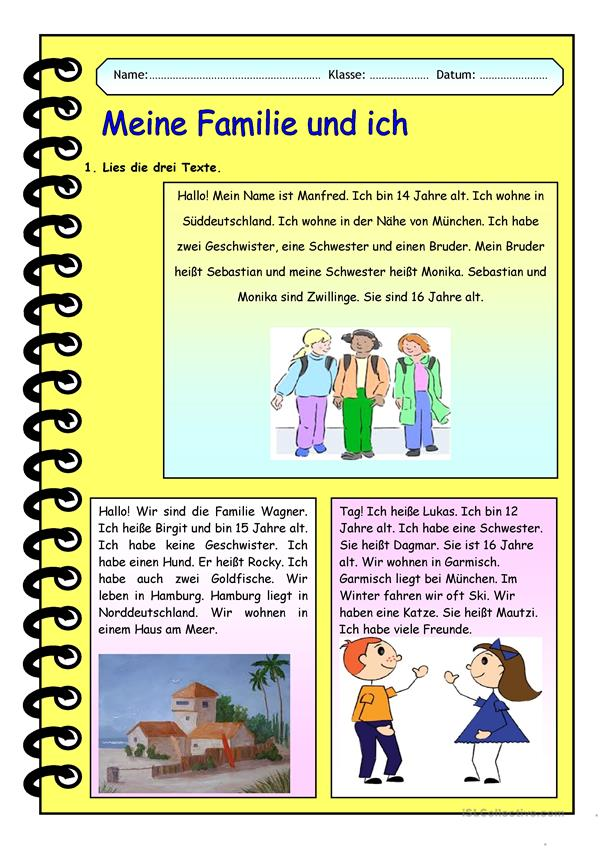 Name:............................................................ Klasse: ..................... Datum: ........................
Meine Familie und ich
1. Lies die drei Texte.
Hallo! Mein Name ist Manfred. Ich bin 14 Jahre alt. Ich wohne in
Süddeutschland. Ich wohne in der Nähe von München. Ich habe
zwei Geschwister, eine Schwester und einen Bruder. Mein Bruder
heißt Sebastian und meine Schwester heißt Monika. Sebastian und
Monika sind Zwillinge. Sie sind 16 Jahre alt.
Hallo! Wir sind die Familie Wagner.
Ich heiße Birgit und bin 15 Jahre alt.
Ich habe keine Geschwister. Ich
habe einen Hund. Er heißt Rocky. Ich
habe auch zwei Goldfische. Wir
leben in Hamburg. Hamburg liegt in
Norddeutschland. Wir wohnen in
einem Haus am Meer.
Tag! Ich heiße Lukas. Ich bin 12
Jahre alt. Ich habe eine Schwester.
Sie heißt Dagmar. Sie ist 16 Jahre
alt. Wir wohnen in Garmisch.
Garmisch liegt bei München. Im
Winter fahren wir oft Ski. Wir
haben eine Katze. Sie heißt Mautzi.
Ich habe viele Freunde.
iSLCollective.com